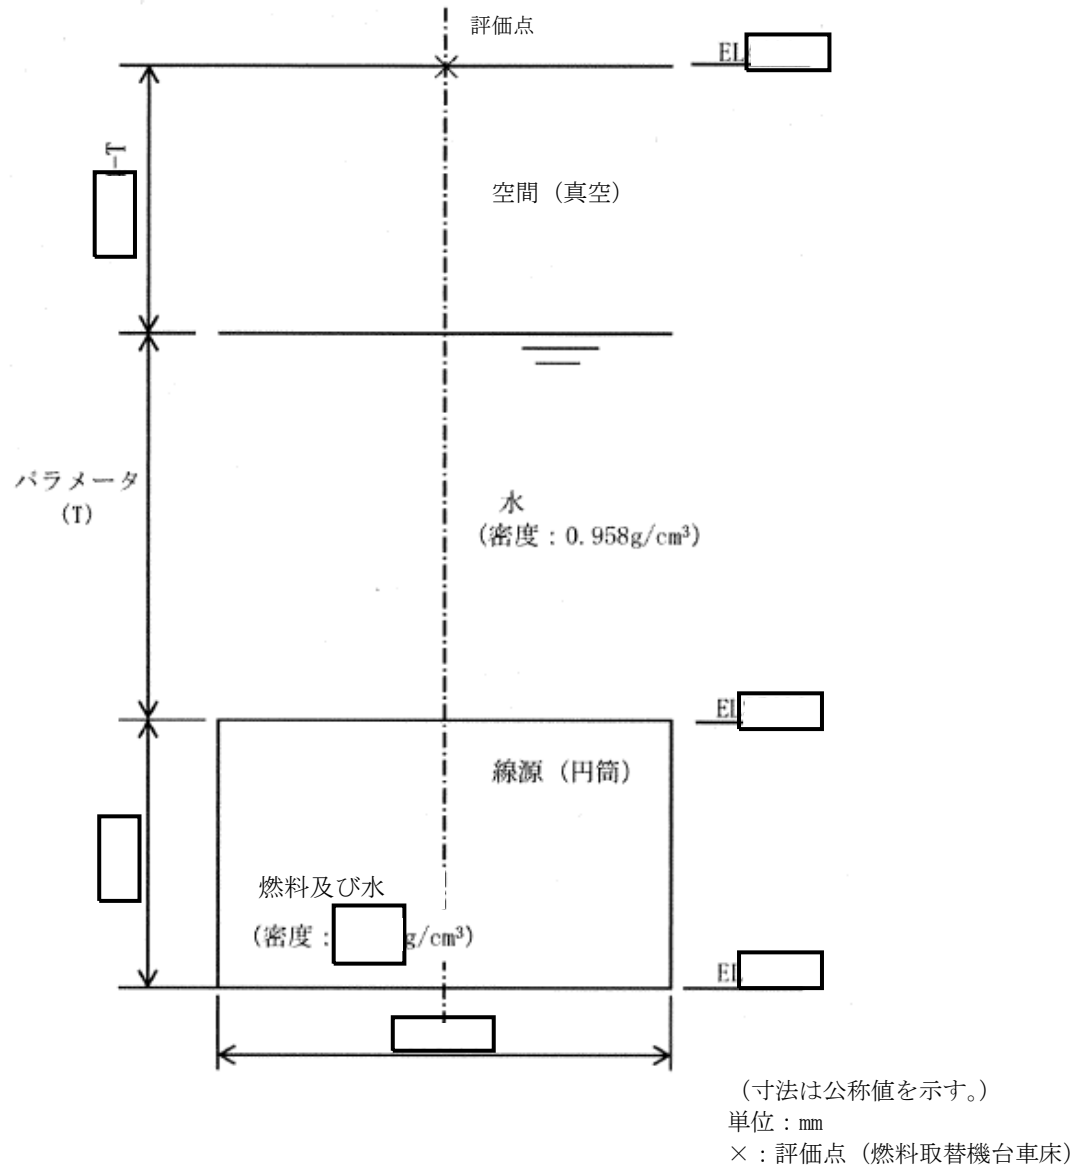 評価点
EL
-T
空間（真空）
パラメータ
(T)
水
（密度：0.958g/cm³）
EL
線源（円筒）
燃料及び水
（密度：
g/cm³）
EL
（寸法は公称値を示す。）
単位：mm
×：評価点（燃料取替機台車床）